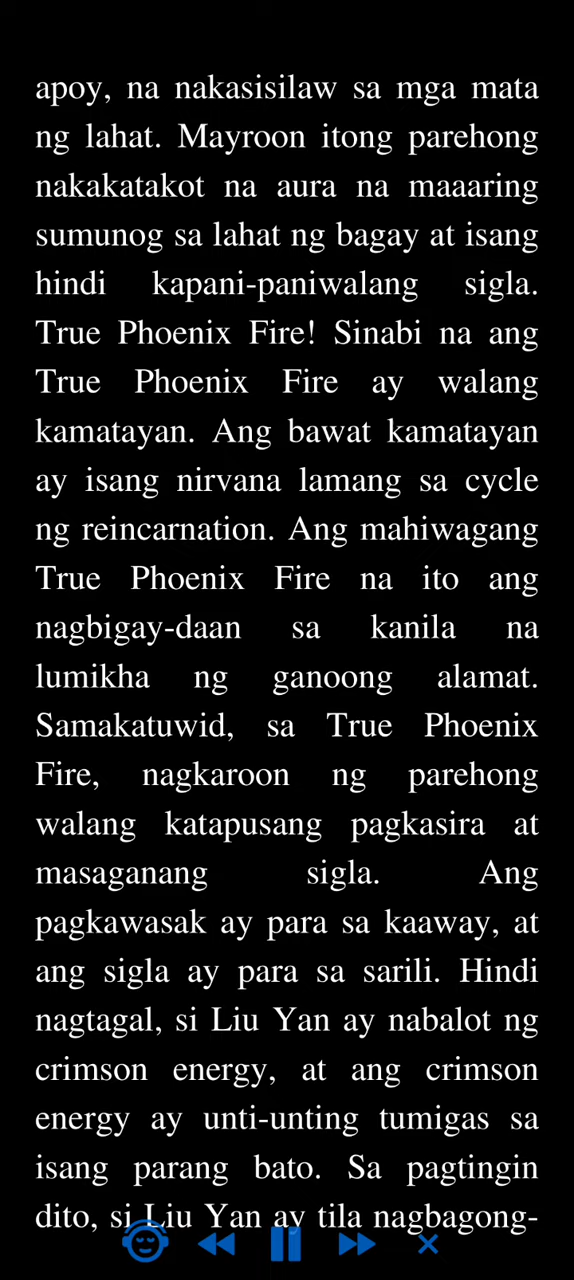 apoy, na nakasisilaw sa mga mata
ng lahat. Mayroon itong parehong
nakakatakot na aura na maaaring
sumunog sa lahat ng bagay at isang
hindi kapani-paniwalang sigla.
True Phoenix Fire! Sinabi na ang
True Phoenix Fire ay walang
kamatayan. Ang bawat kamatayan
ay isang nirvana lamang sa cycle
ng reincarnation. Ang mahiwagang
True Phoenix Fire na ito ang
nagbigay-daan sa kanila na
lumikha ng ganoong alamat.
Samakatuwid, sa True Phoenix
Fire, nagkaroon ng parehong
walang katapusang pagkasira at
masaganang sigla. Ang
pagkawasak ay para sa kaaway, at
ang sigla ay para sa sarili. Hindi
nagtagal, si Liu Yan ay nabalot ng
crimson energy, at ang crimson
energy ay unti-unting tumigas sa
isang parang bato. Sa pagtingin
dito, si Liu Yan ay tila nagbagong-